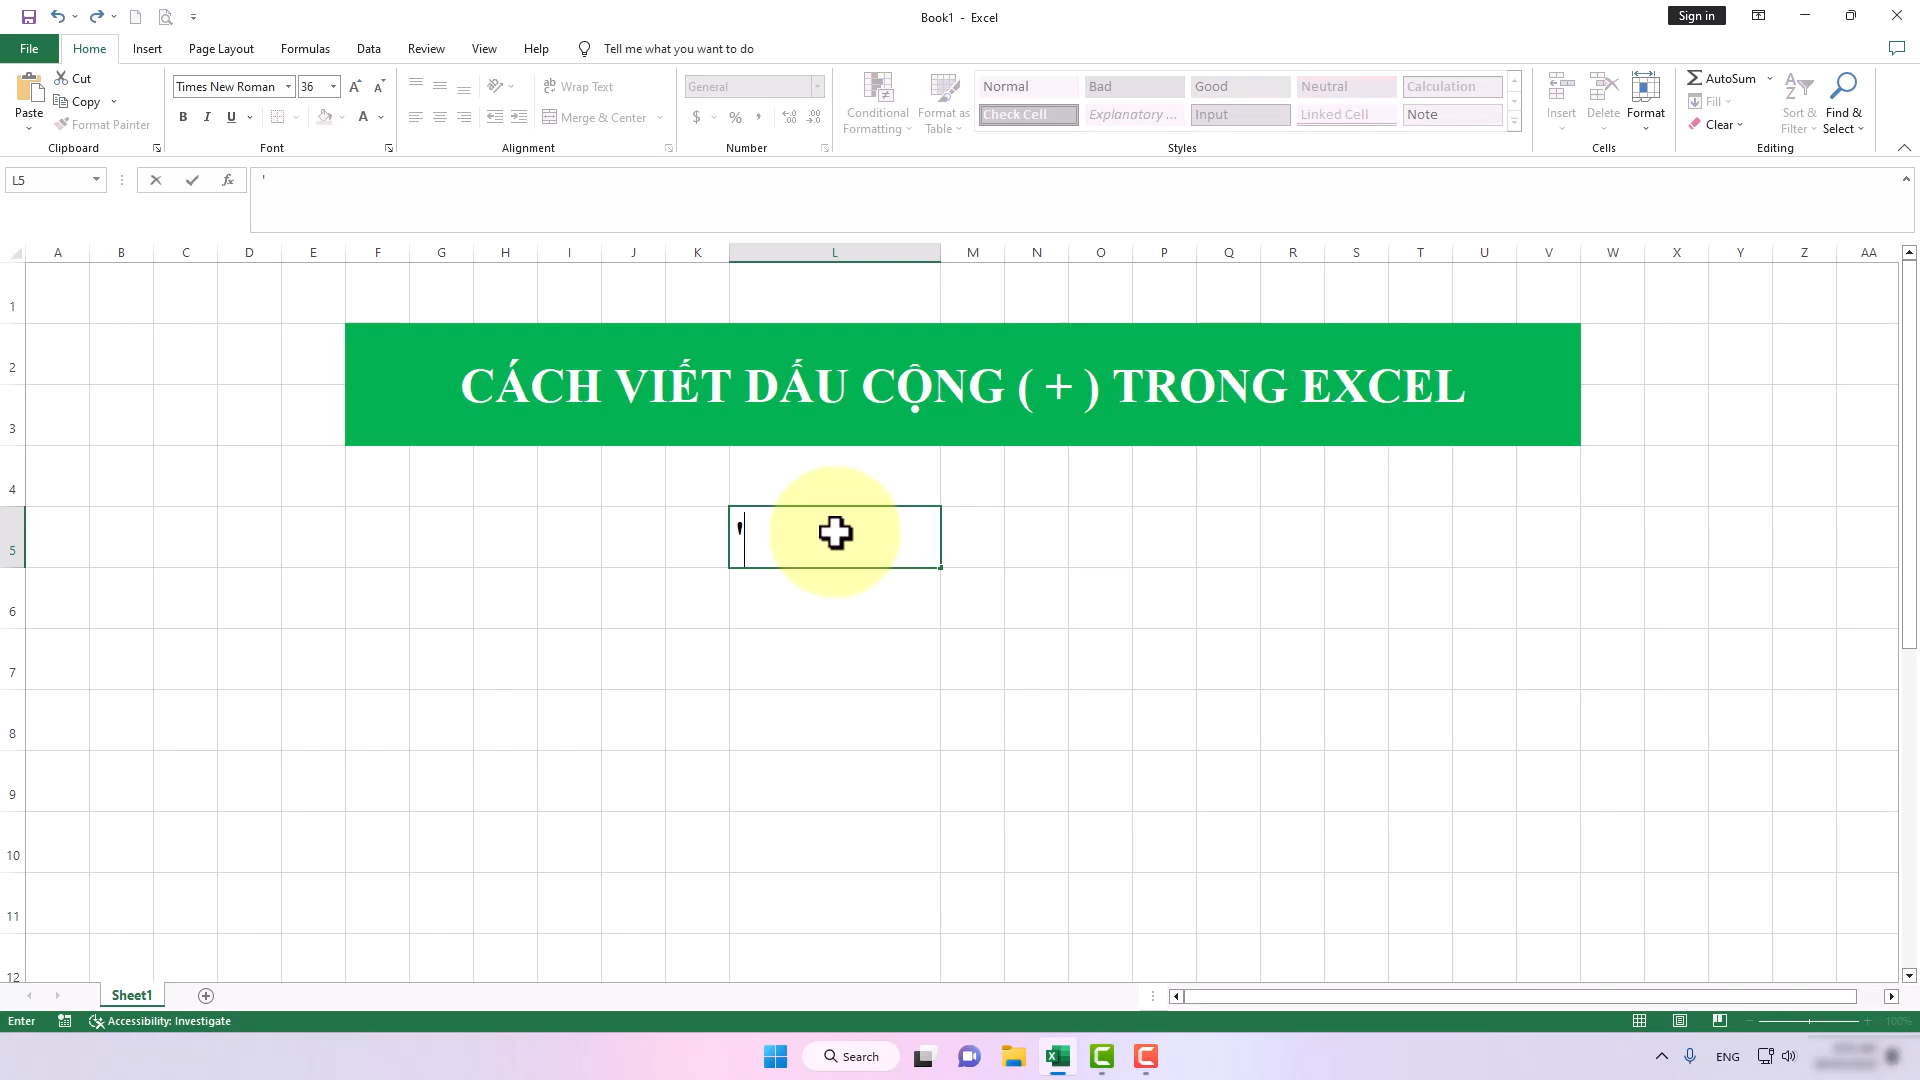 Book1 - Excel
Sign in
File Home Insert Page Layout Formulas Data Review View Help Tell me what you want to do
Paste
Cut
Copy
Format Painter
Clipboard
Times New Roman 36
B I U A
Font
Wrap Text
Merge & Center
Alignment
General
$ % ,
Number
Conditional Formatting
Format as Table
Normal Bad Good Neutral Calculation
Check Cell Explanatory ... Input Linked Cell Note
Styles
Insert Delete Format
Cells
AutoSum
Fill
Clear
Sort & Filter
Find & Select
Editing
L5 fx '
A B C D E F G H I J K L M N O P Q R S T U V W X Y Z AA
1
2
3
CÁCH VIẾT DẤU CỘNG ( + ) TRONG EXCEL
4
5 '
6
7
8
9
10
11
12
Sheet1
Enter Accessibility: Investigate 100%
Search ENG